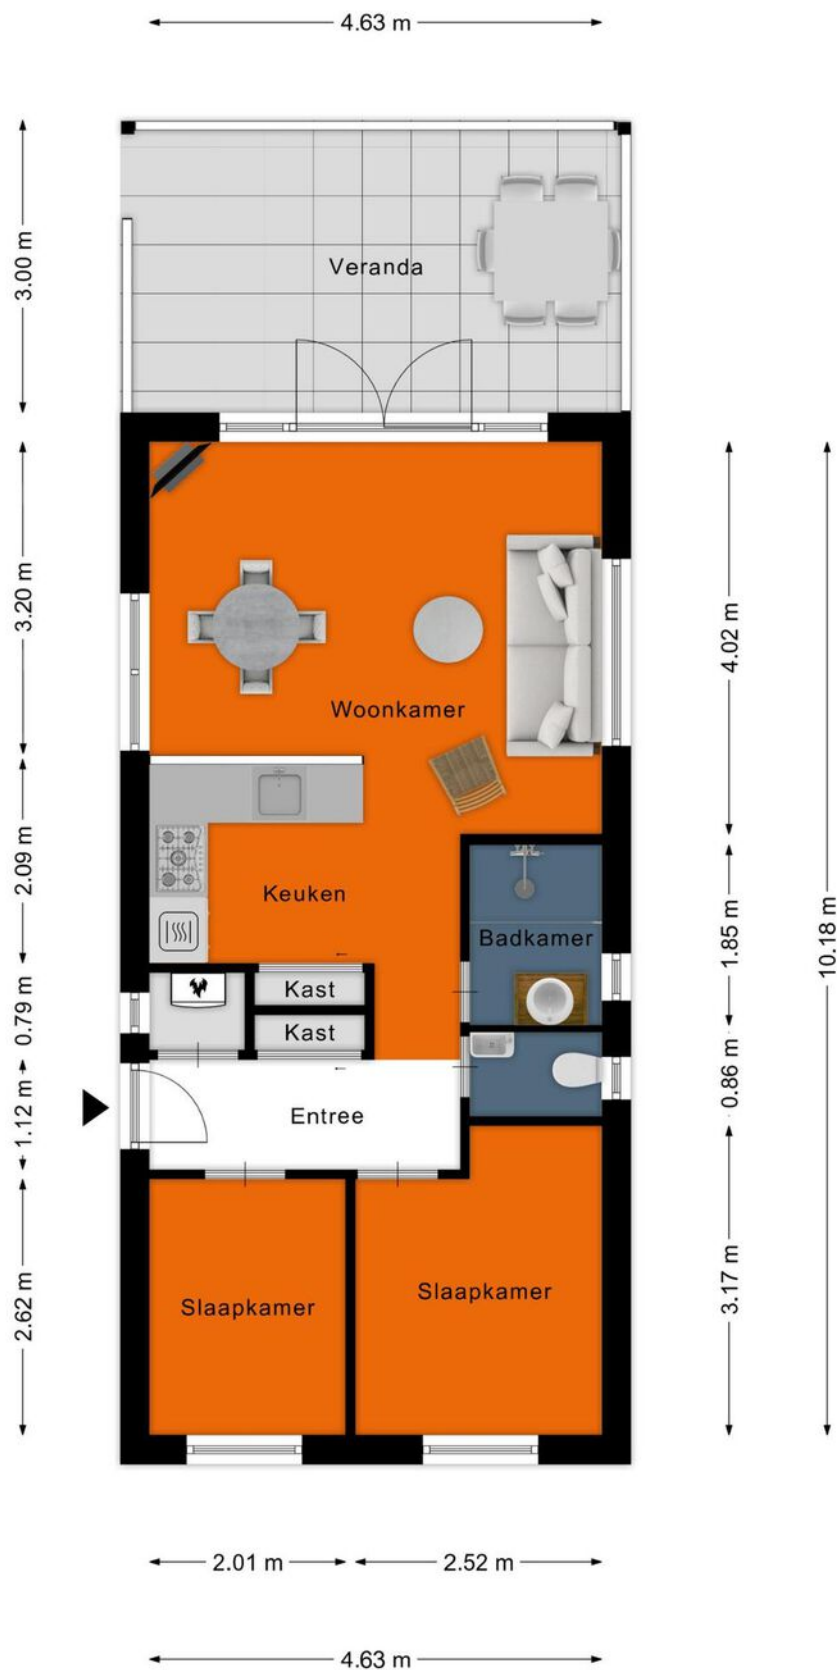 4.63 m
3.00 m
Veranda
3.20 m
4.02 m
Woonkamer
2.09 m
Keuken
10.18 m
1.85 m
Badkamer
Kast
0.79 m
Kast
0.86 m
1.12 m
Entree
2.62 m
Slaapkamer
Slaapkamer
3.17 m
2.01 m
2.52 m
4.63 m